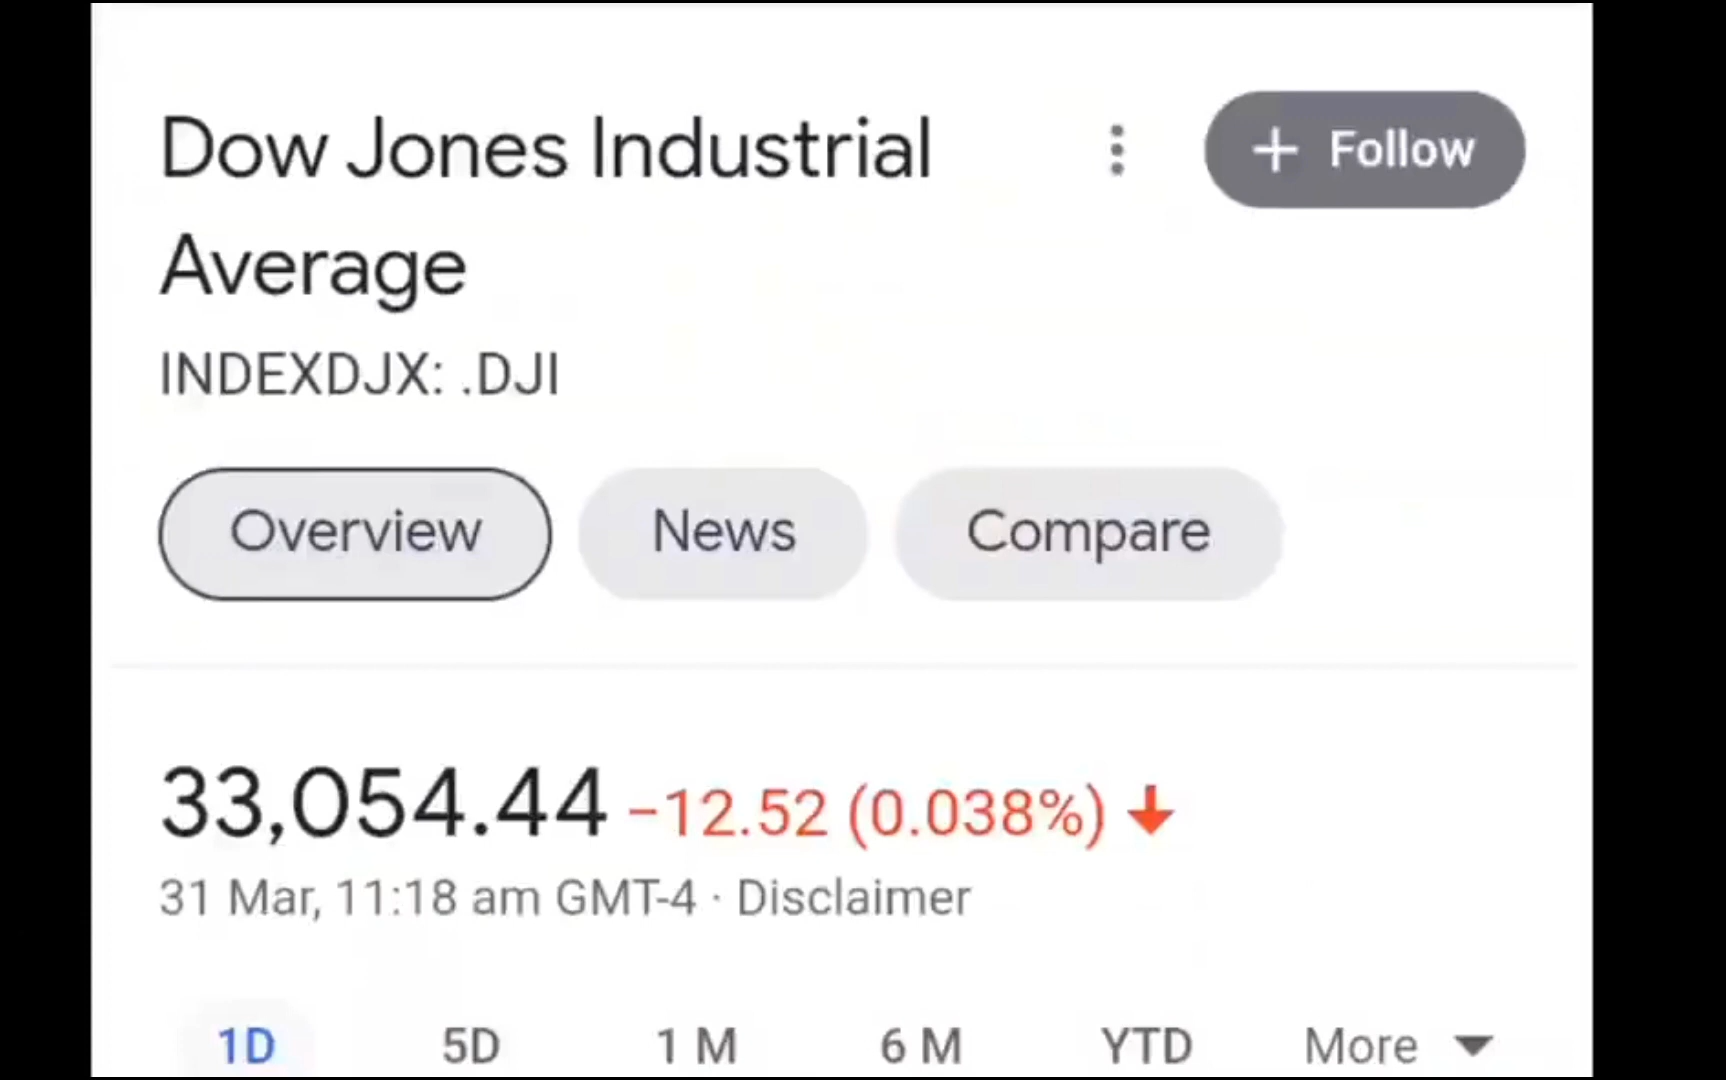 Dow Jones Industrial
Average
+ Follow
INDEXDJX: .DJI
Overview News Compare
33,054.44 −12.52 (0.038%) ↓
31 Mar, 11:18 am GMT-4 · Disclaimer
1D 5D 1 M 6 M YTD More